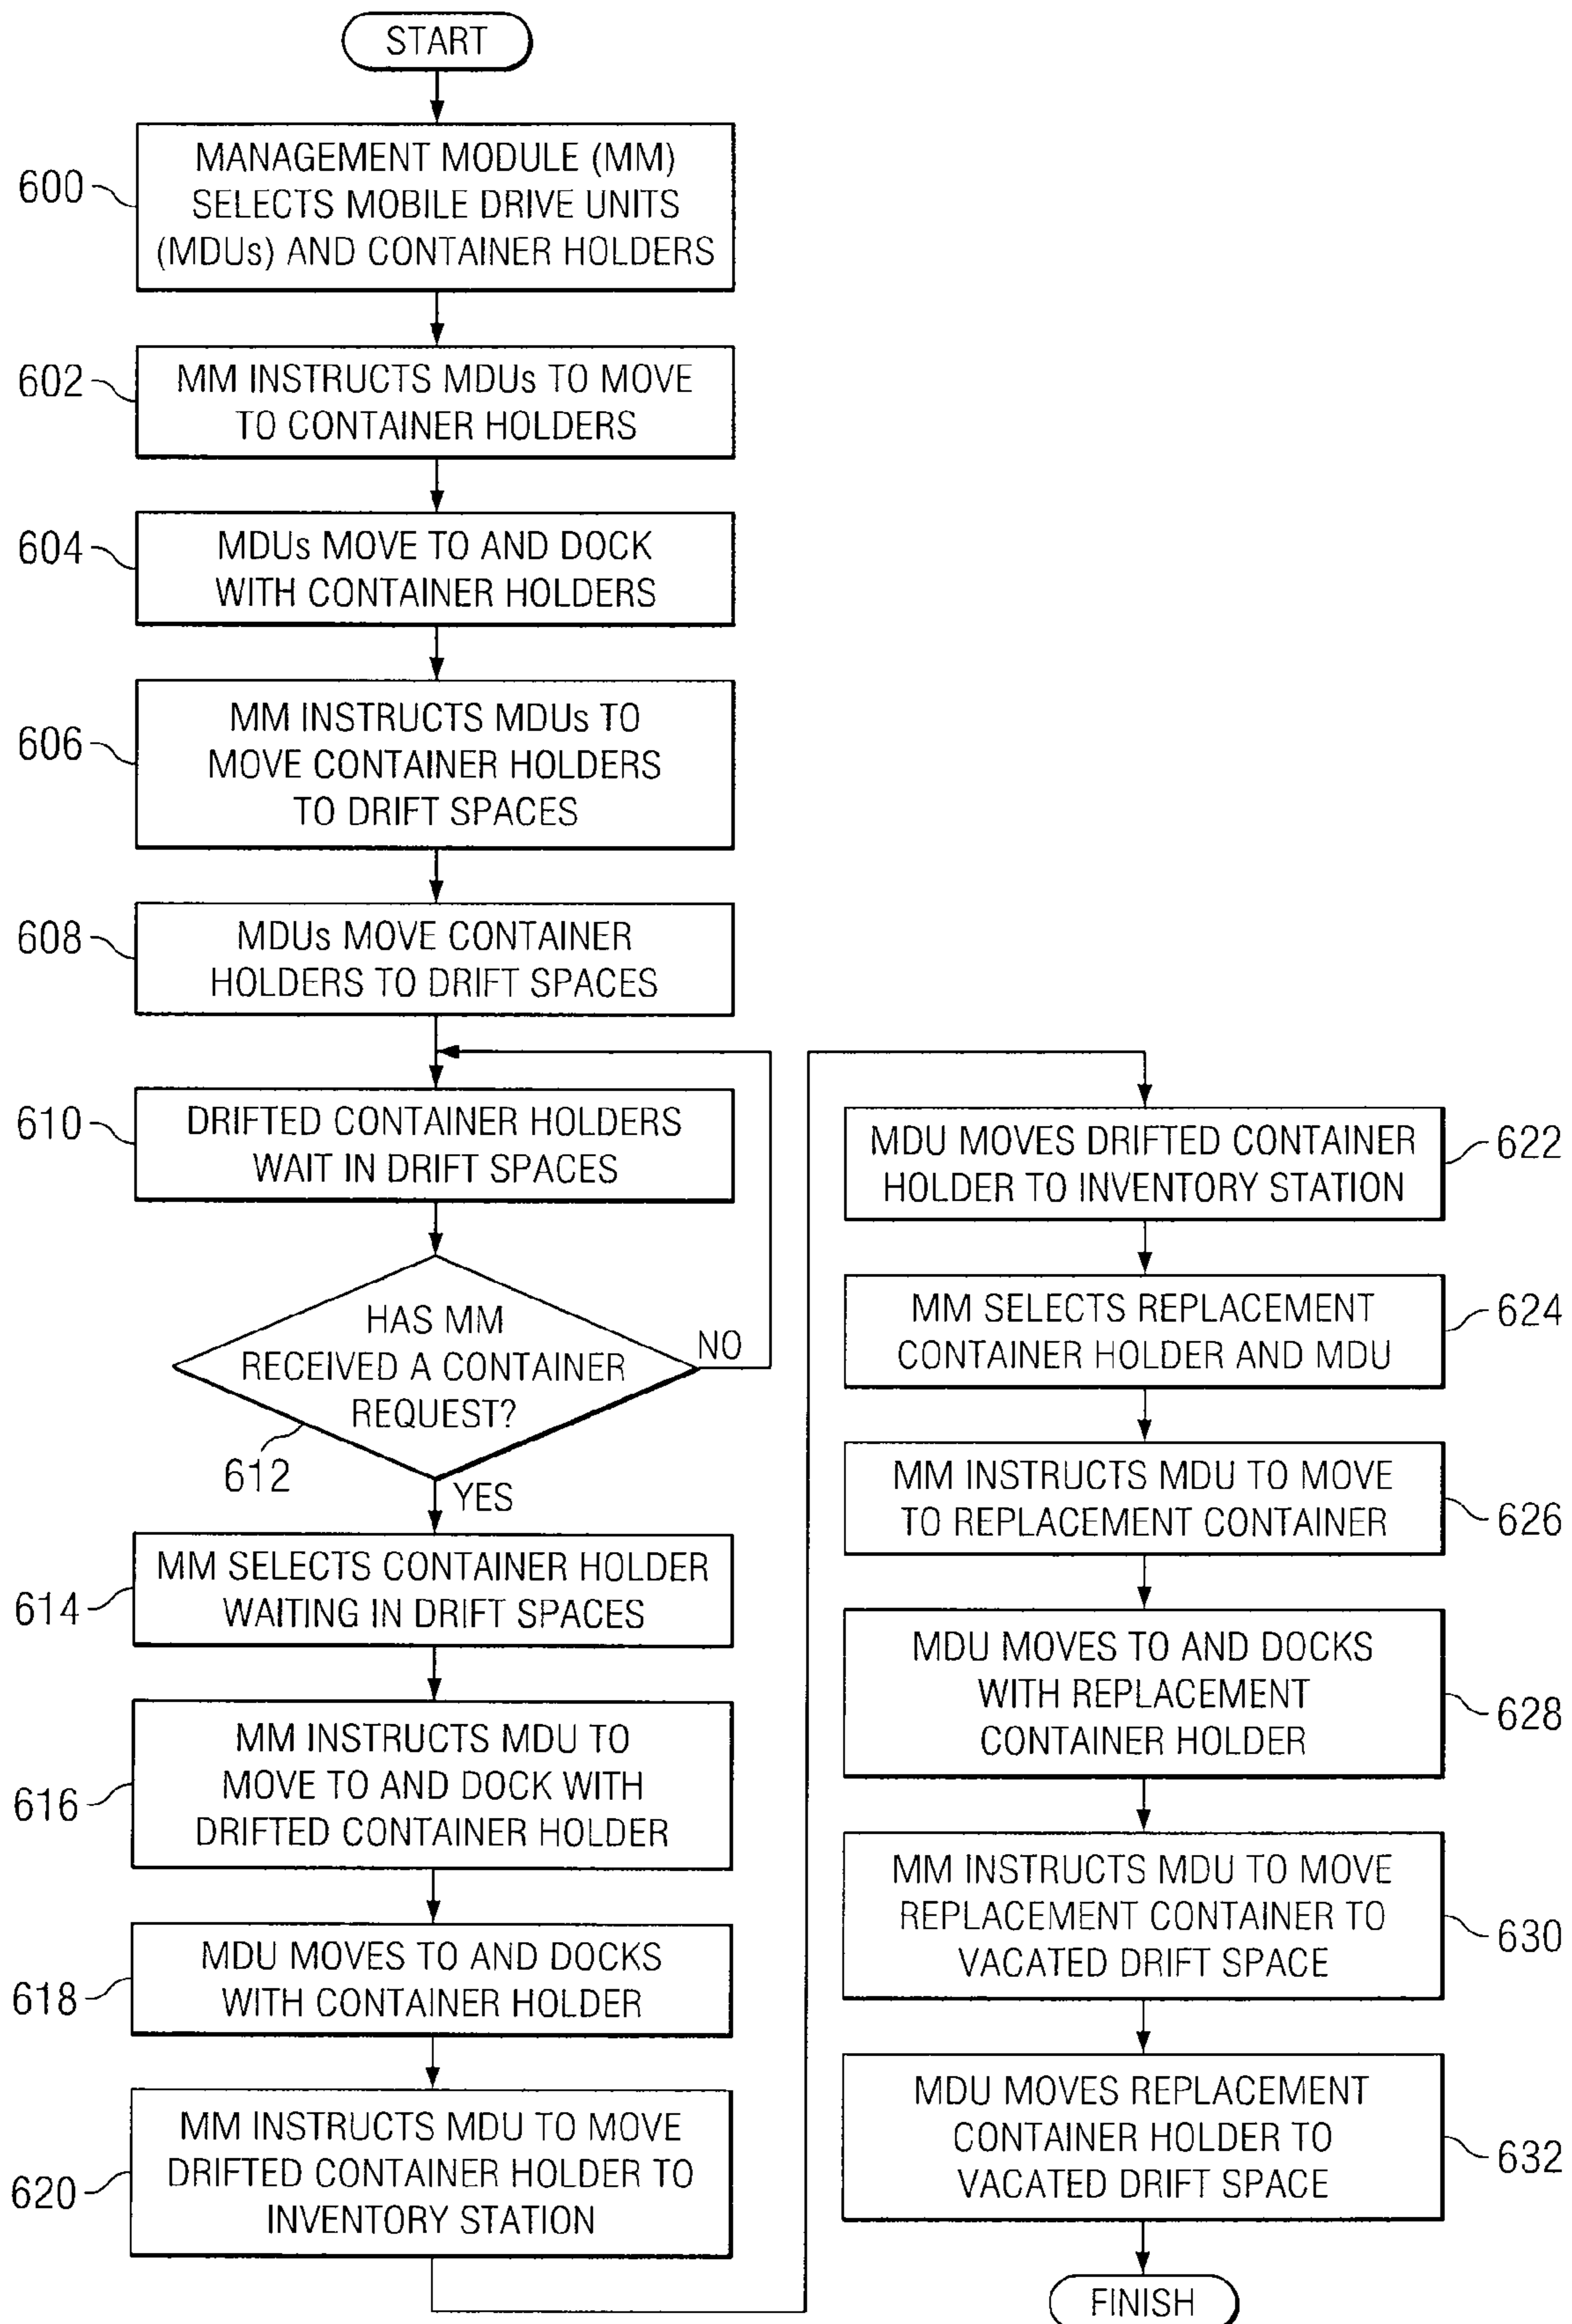 START
600
MANAGEMENT MODULE (MM)
SELECTS MOBILE DRIVE UNITS
(MDUs) AND CONTAINER HOLDERS
602
MM INSTRUCTS MDUs TO MOVE
TO CONTAINER HOLDERS
604
MDUs MOVE TO AND DOCK
WITH CONTAINER HOLDERS
606
MM INSTRUCTS MDUs TO
MOVE CONTAINER HOLDERS
TO DRIFT SPACES
608
MDUs MOVE CONTAINER
HOLDERS TO DRIFT SPACES
610
DRIFTED CONTAINER HOLDERS
WAIT IN DRIFT SPACES
HAS MM
RECEIVED A CONTAINER
REQUEST?
NO
612
YES
614
MM SELECTS CONTAINER HOLDER
WAITING IN DRIFT SPACES
616
MM INSTRUCTS MDU TO
MOVE TO AND DOCK WITH
DRIFTED CONTAINER HOLDER
618
MDU MOVES TO AND DOCKS
WITH CONTAINER HOLDER
620
MM INSTRUCTS MDU TO MOVE
DRIFTED CONTAINER HOLDER TO
INVENTORY STATION
MDU MOVES DRIFTED CONTAINER
HOLDER TO INVENTORY STATION
622
MM SELECTS REPLACEMENT
CONTAINER HOLDER AND MDU
624
MM INSTRUCTS MDU TO MOVE
TO REPLACEMENT CONTAINER
626
MDU MOVES TO AND DOCKS
WITH REPLACEMENT
CONTAINER HOLDER
628
MM INSTRUCTS MDU TO MOVE
REPLACEMENT CONTAINER TO
VACATED DRIFT SPACE
630
MDU MOVES REPLACEMENT
CONTAINER HOLDER TO
VACATED DRIFT SPACE
632
FINISH